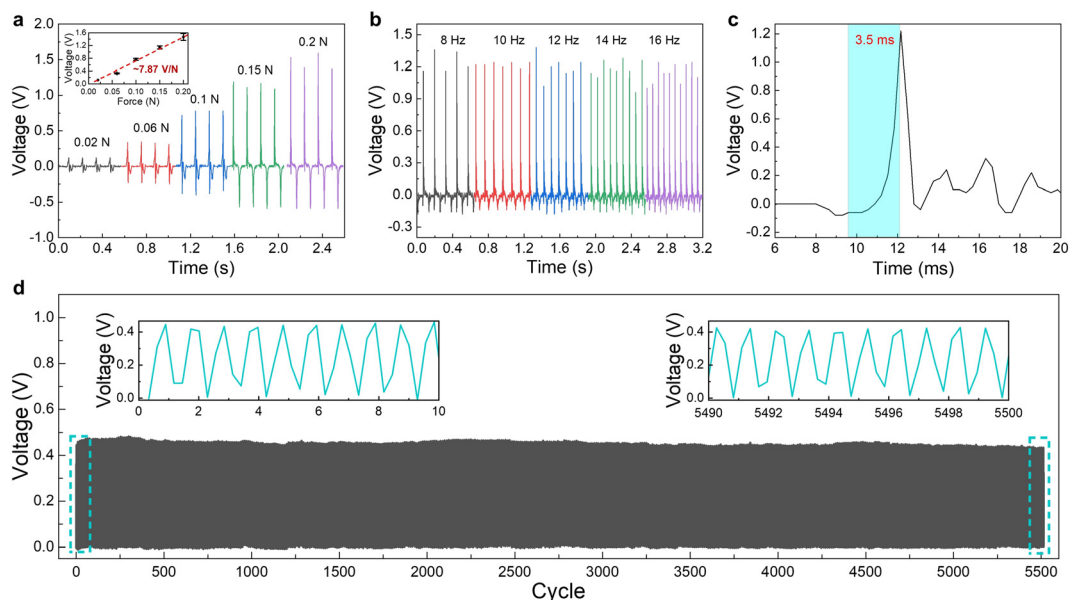 a
2.0
1.5
1.0
0.5
0.0
-0.5
-1.0
Voltage (V)
0.0 0.4 0.8 1.2 1.6 2.0 2.4
Time (s)
0.02 N
0.06 N
0.1 N
0.15 N
0.2 N
1.6
1.2
0.8
0.4
0.0
Voltage (V)
0.00 0.05 0.10 0.15 0.20
Force (N)
~7.87 V/N
b
1.5
1.2
0.9
0.6
0.3
0.0
-0.3
Voltage (V)
0.0 0.4 0.8 1.2 1.6 2.0 2.4 2.8 3.2
Time (s)
8 Hz 10 Hz 12 Hz 14 Hz 16 Hz
c
1.2
1.0
0.8
0.6
0.4
0.2
0.0
-0.2
Voltage (V)
6 8 10 12 14 16 18 20
Time (ms)
3.5 ms
d
1.0
0.8
0.6
0.4
0.2
0.0
Voltage (V)
0 500 1000 1500 2000 2500 3000 3500 4000 4500 5000 5500
Cycle
0.4
0.2
0.0
Voltage (V)
0 2 4 6 8 10
0.4
0.2
0.0
Voltage (V)
5490 5492 5494 5496 5498 5500